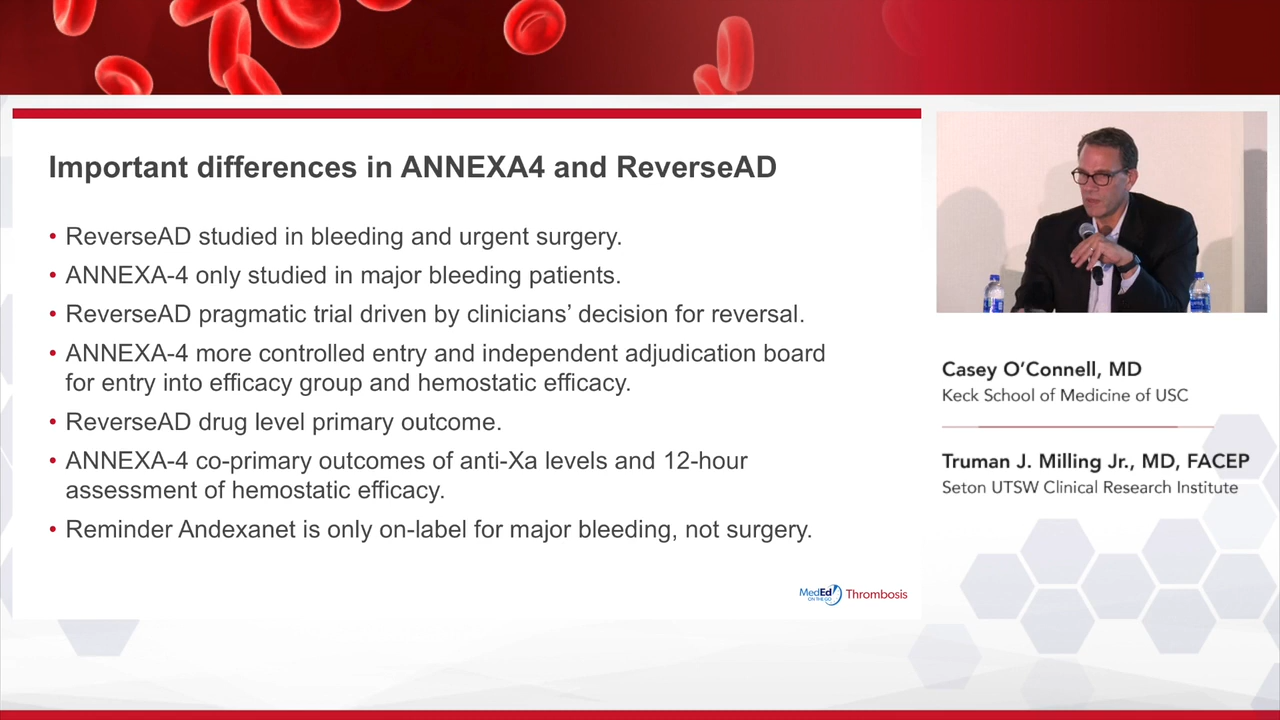 Important differences in ANNEXA4 and ReverseAD
• ReverseAD studied in bleeding and urgent surgery.
• ANNEXA-4 only studied in major bleeding patients.
• ReverseAD pragmatic trial driven by clinicians’ decision for reversal.
• ANNEXA-4 more controlled entry and independent adjudication board
for entry into efficacy group and hemostatic efficacy.
• ReverseAD drug level primary outcome.
• ANNEXA-4 co-primary outcomes of anti-Xa levels and 12-hour
assessment of hemostatic efficacy.
• Reminder Andexanet is only on-label for major bleeding, not surgery.
MedEd
ON THE GO
Thrombosis
Casey O’Connell, MD
Keck School of Medicine of USC
Truman J. Milling Jr., MD, FACEP
Seton UTSW Clinical Research Institute